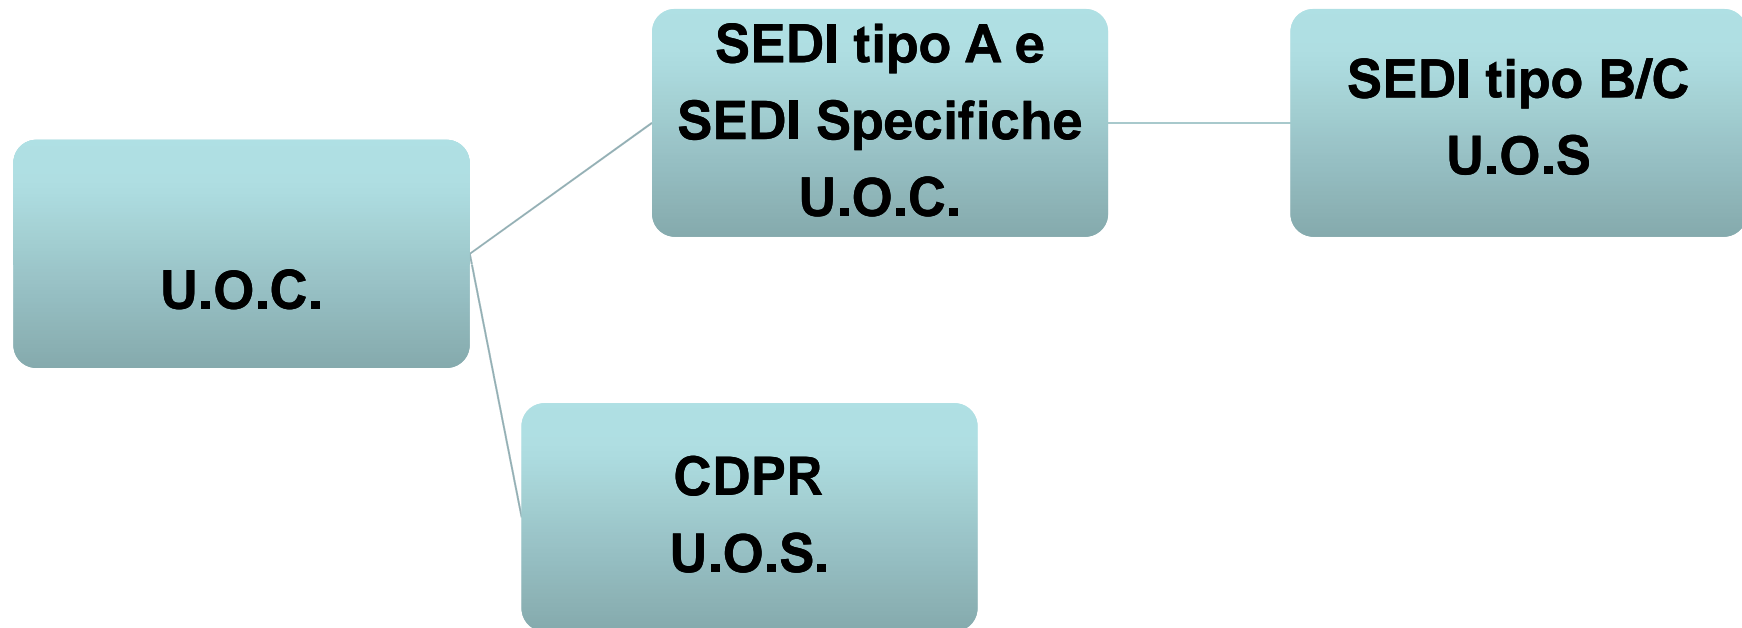 U.O.C.
SEDI tipo A e
SEDI Specifiche
U.O.C.
SEDI tipo B/C
U.O.S
CDPR
U.O.S.